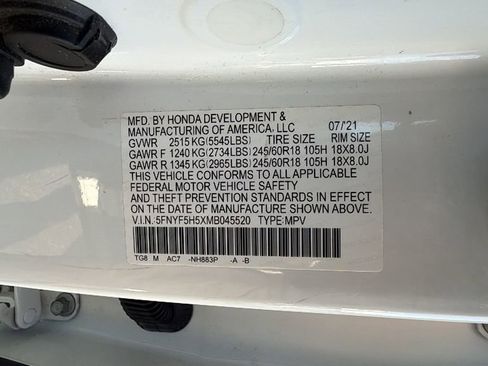 MFD. BY HONDA DEVELOPMENT &
MANUFACTURING OF AMERICA, LLC 07/21
GVWR 2515 KG(5545LBS) TIRE SIZE RIM SIZE
GAWR F 1240 KG(2734LBS) 245/60R18 105H 18X8.0J
GAWR R 1345 KG(2965LBS) 245/60R18 105H 18X8.0J
THIS VEHICLE CONFORMS TO ALL APPLICABLE
FEDERAL MOTOR VEHICLE SAFETY
AND THEFT PREVENTION STANDARDS IN EFFECT
ON THE DATE OF MANUFACTURE SHOWN ABOVE.
V.I.N.: 5FNYF5H5XMB045520 TYPE: MPV
TG8 M AC7 -NH883P -A -B